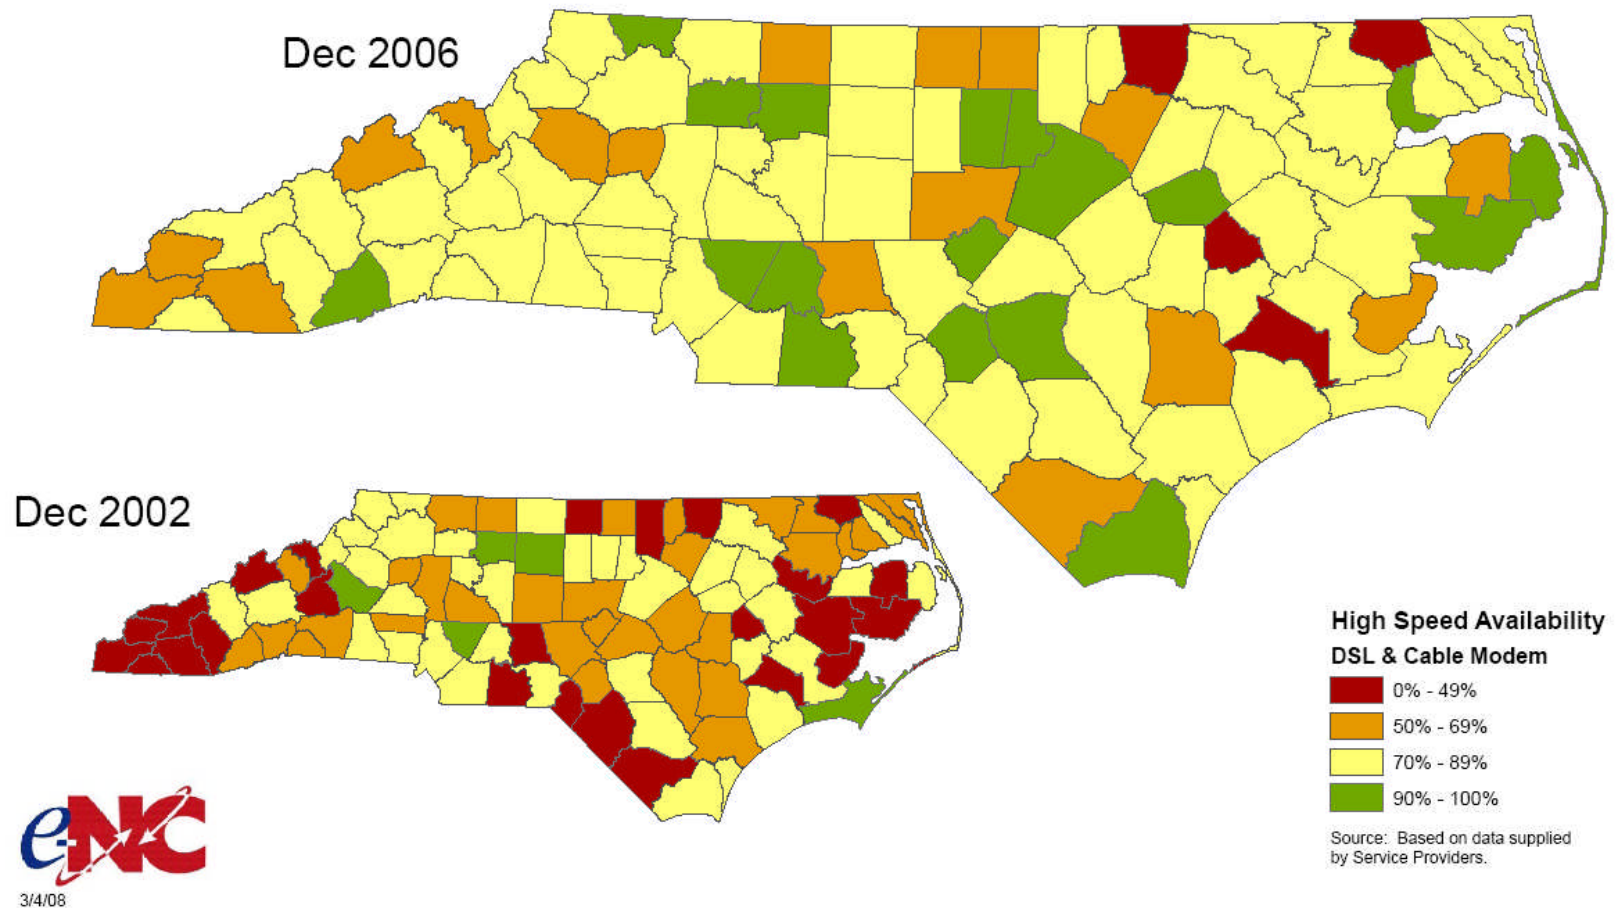 Dec 2006
Dec 2002
High Speed Availability
DSL & Cable Modem
0% - 49%
50% - 69%
70% - 89%
90% - 100%
Source: Based on data supplied
by Service Providers.
e-NC
3/4/08